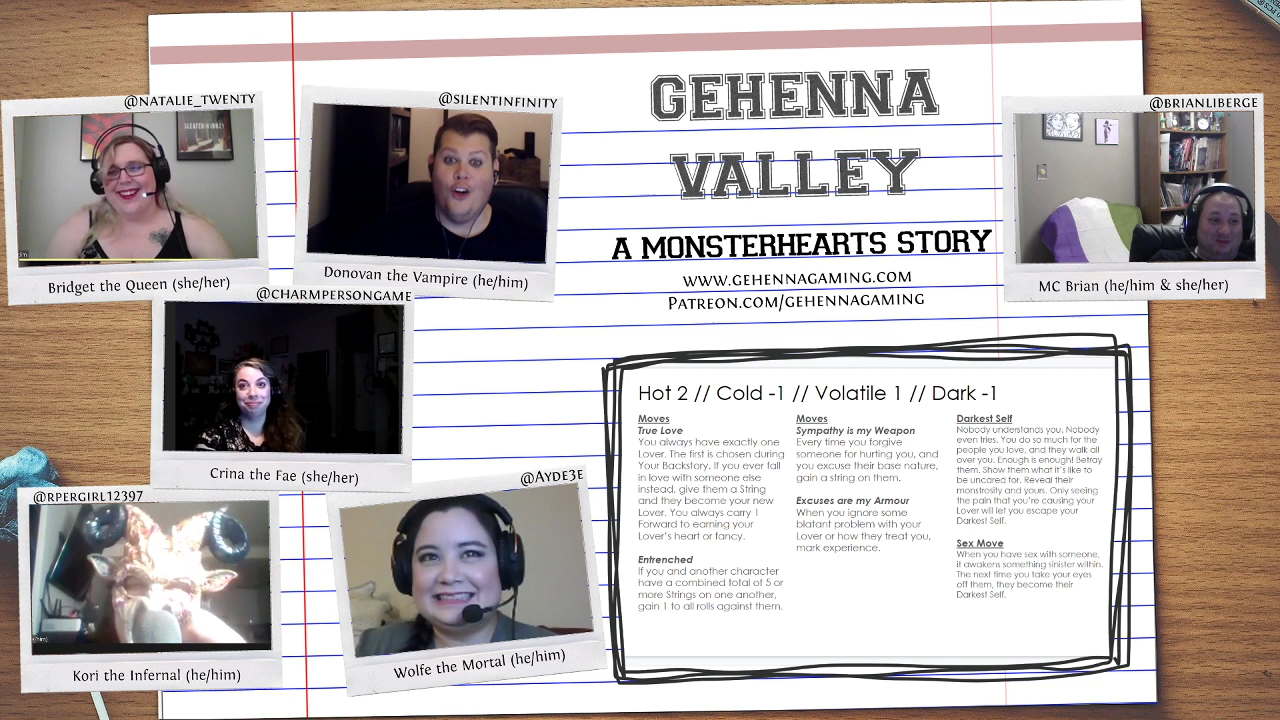 GEHENNA
VALLEY
A MONSTERHEARTS STORY
WWW.GEHENNAGAMING.COM
PATREON.COM/GEHENNAGAMING
@NATALIE_TWENTY
SLEATER-KINNEY
Bridget the Queen (she/her)
@SILENTINFINITY
Donovan the Vampire (he/him)
@BRIANLIBERGE
MC Brian (he/him & she/her)
@CHARMPERSONGAME
Crina the Fae (she/her)
@RPERGIRL12397
Kori the Infernal (he/him)
@AYDE3E
Wolfe the Mortal (he/him)
Hot 2 // Cold -1 // Volatile 1 // Dark -1
Moves
True Love
You always have exactly one
Lover. The first is chosen during
Your Backstory. If you ever fall
in love with someone else
instead, give them a String
and they become your new
Lover. You always carry 1
Forward to earning your
Lover's heart or fancy.
Entrenched
If you and another character
have a combined total of 5 or
more Strings on one another,
gain 1 to all rolls against them.
Moves
Sympathy is my Weapon
Every time you forgive
someone for hurting you, and
you excuse their base nature,
gain a string on them.
Excuses are my Armour
When you ignore some
blatant problem with your
Lover or how they treat you,
mark experience.
Darkest Self
Nobody understands you. Nobody
even tries. You do so much for the
people you love, and they walk all
over you. Enough is enough! Betray
them. Show them what it's like to
be uncared for. Reveal their
monstrosity and yours. Only seeing
the pain that you're causing your
Lover will let you escape your
Darkest Self.
Sex Move
When you have sex with someone,
it awakens something sinister within.
The next time you take your eyes
off them, they become their
Darkest Self.